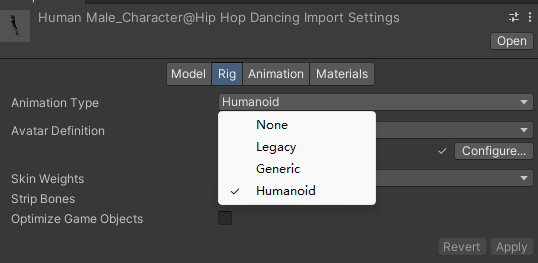 Human Male_Character@Hip Hop Dancing Import Settings
Open
Model Rig Animation Materials
Animation Type Humanoid
None
Avatar Definition
Legacy
Configure...
Generic
Skin Weights
Humanoid
Strip Bones
Optimize Game Objects
Revert Apply